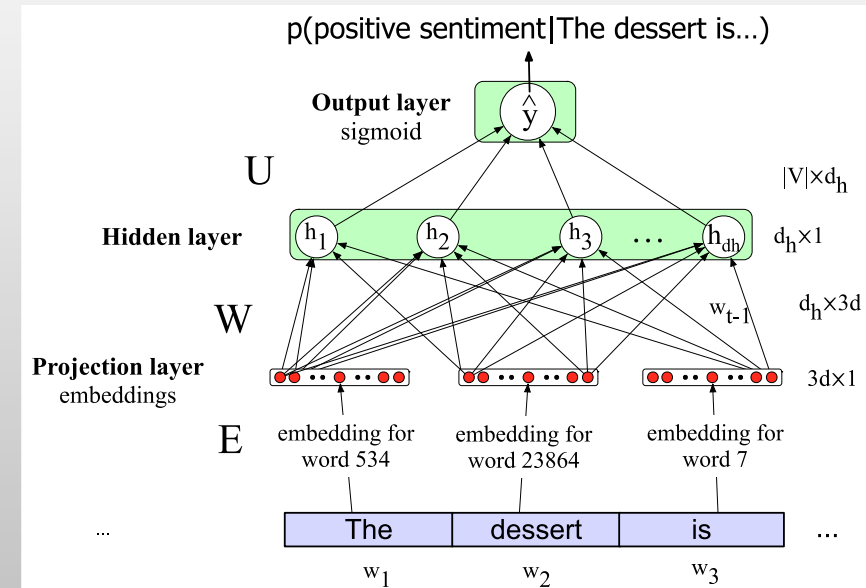 p(positive sentiment|The dessert is...)
Output layer
sigmoid
ŷ
U
|V|×dₕ
Hidden layer
h₁ h₂ h₃ ... h_dh
dₕ×1
W
w_t-1
dₕ×3d
Projection layer
embeddings
3d×1
E
embedding for
word 534
embedding for
word 23864
embedding for
word 7
... The dessert is ...
w₁ w₂ w₃